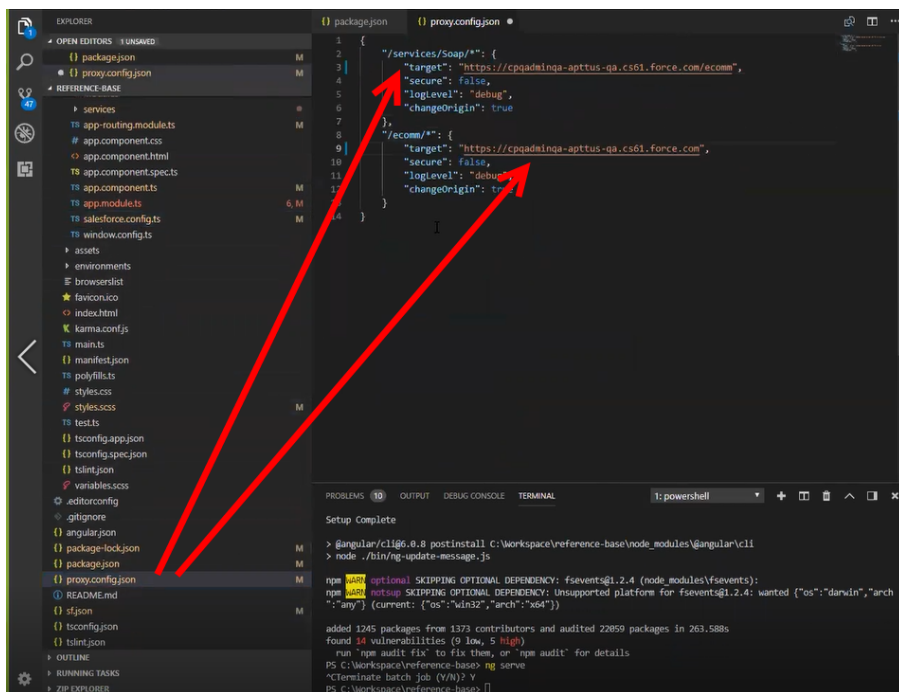 EXPLORER
OPEN EDITORS 1 UNSAVED
{} package.json M
{} proxy.config.json M
REFERENCE-BASE
services
TS app-routing.module.ts M
# app.component.css
<> app.component.html
TS app.component.spec.ts
TS app.component.ts M
TS app.module.ts 6, M
TS salesforce.config.ts M
TS window.config.ts
assets
environments
browserslist
favicon.ico
<> index.html
K karma.conf.js
TS main.ts
{} manifest.json
TS polyfills.ts
# styles.css
styles.scss M
TS test.ts
{} tsconfig.app.json
{} tsconfig.spec.json
{} tslint.json
variables.scss
.editorconfig
.gitignore
{} angular.json
{} package-lock.json M
{} package.json M
{} proxy.config.json M
README.md
{} sf.json M
{} tsconfig.json
{} tslint.json
OUTLINE
RUNNING TASKS
ZIP EXPLORER
1
47
{} package.json {} proxy.config.json
1 {
2 "/services/Soap/*": {
3 "target": "https://cpqadminqa-apttus-qa.cs61.force.com/ecomm",
4 "secure": false,
5 "logLevel": "debug",
6 "changeOrigin": true
7 },
8 "/ecomm/*": {
9 "target": "https://cpqadminqa-apttus-qa.cs61.force.com",
10 "secure": false,
11 "logLevel": "debug",
12 "changeOrigin": true
}
14 }
PROBLEMS 10 OUTPUT DEBUG CONSOLE TERMINAL 1: powershell
Setup Complete
> @angular/cli@6.0.8 postinstall C:\Workspace\reference-base\node_modules\@angular\cli
> node ./bin/ng-update-message.js
npm WARN optional SKIPPING OPTIONAL DEPENDENCY: fsevents@1.2.4 (node_modules\fsevents):
npm WARN notsup SKIPPING OPTIONAL DEPENDENCY: Unsupported platform for fsevents@1.2.4: wanted {"os":"darwin","arch
":"any"} (current: {"os":"win32","arch":"x64"})
added 1245 packages from 1373 contributors and audited 22059 packages in 263.588s
found 14 vulnerabilities (9 low, 5 high)
run `npm audit fix` to fix them, or `npm audit` for details
PS C:\Workspace\reference-base> ng serve
^CTerminate batch job (Y/N)? Y
PS C:\Workspace\reference-base>